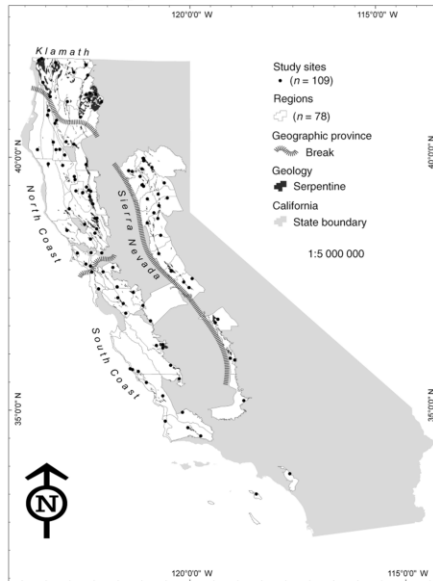 120°0'0" W
115°0'0" W
Klamath
Study sites
(n = 109)
Regions
(n = 78)
Geographic province
Break
Geology
Serpentine
California
State boundary
1:5 000 000
40°0'0" N
40°0'0" N
North Coast
Sierra Nevada
South Coast
35°0'0" N
35°0'0" N
N
120°0'0" W
115°0'0" W